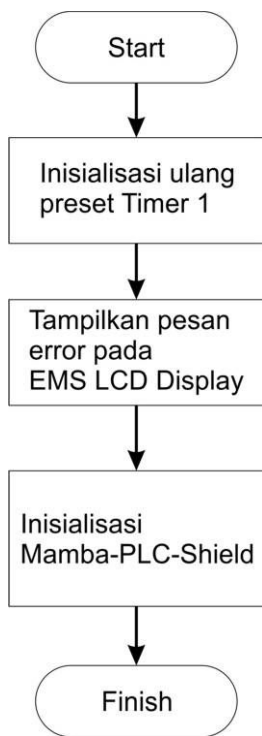 Start
Inisialisasi ulang
preset Timer 1
Tampilkan pesan
error pada
EMS LCD Display
Inisialisasi
Mamba-PLC-Shield
Finish